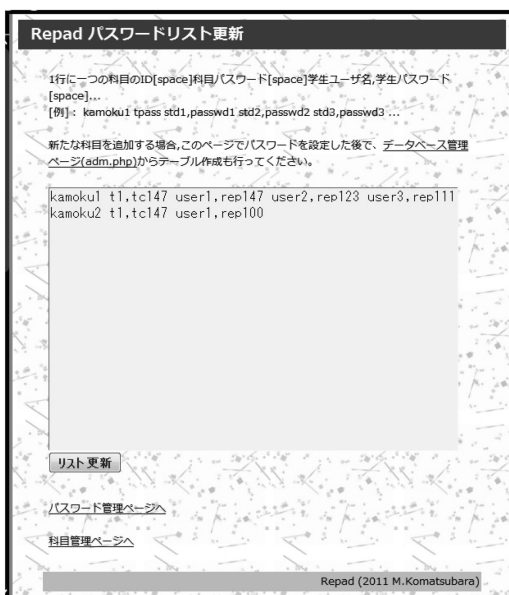 Repad パスワードリスト更新
1行に一つの科目のID[space]科目パスワード[space]学生ユーザ名,学生パスワード
[space]...
[例]： kamoku1 tpass std1,passwd1 std2,passwd2 std3,passwd3 ...
新たな科目を追加する場合,このページでパスワードを設定した後で、データベース管理
ページ(adm.php)からテーブル作成も行ってください。
kamoku1 t1,tc147 user1,rep147 user2,rep123 user3,rep111
kamoku2 t1,tc147 user1,rep100
リスト更新
パスワード管理ページへ
科目管理ページへ
Repad (2011 M.Komatsubara)